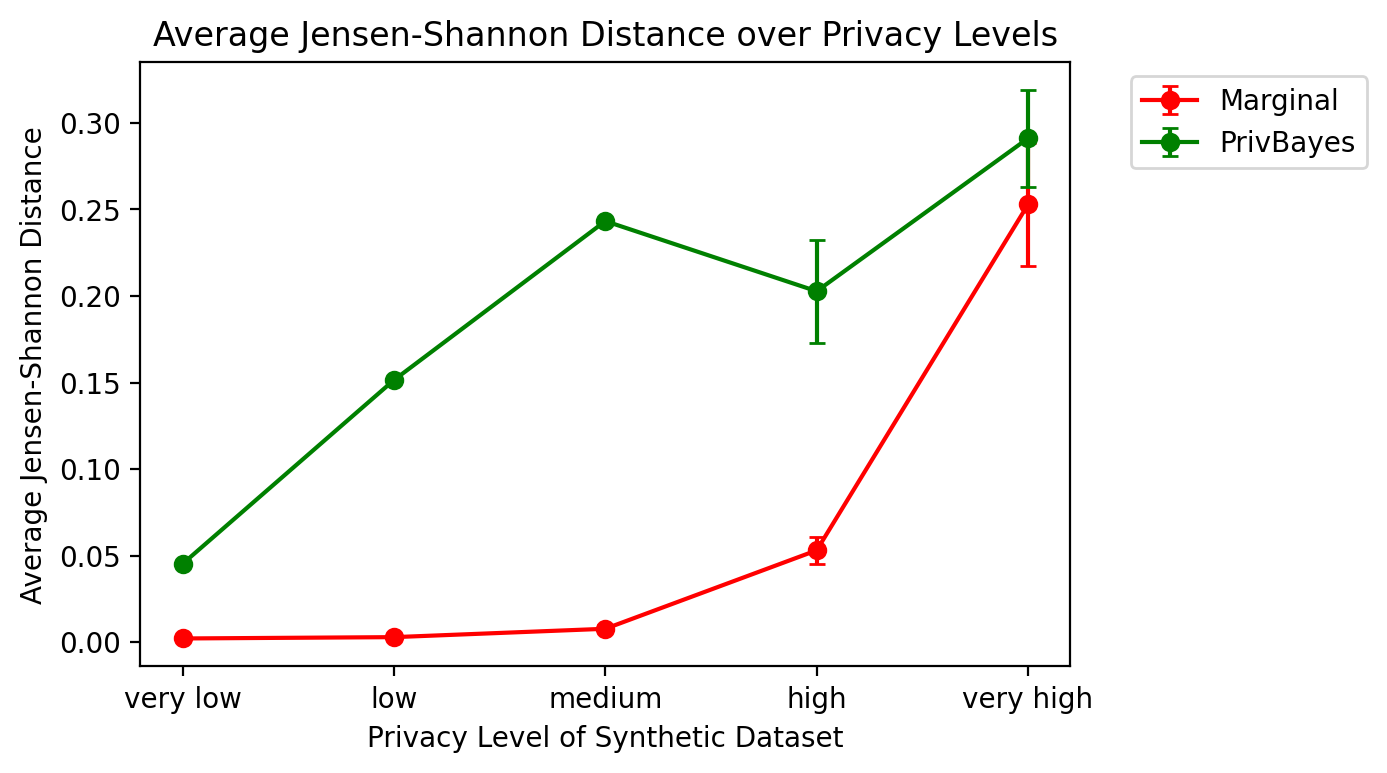 Average Jensen-Shannon Distance over Privacy Levels
Marginal
PrivBayes
Average Jensen-Shannon Distance
0.30
0.25
0.20
0.15
0.10
0.05
0.00
very low low medium high very high
Privacy Level of Synthetic Dataset